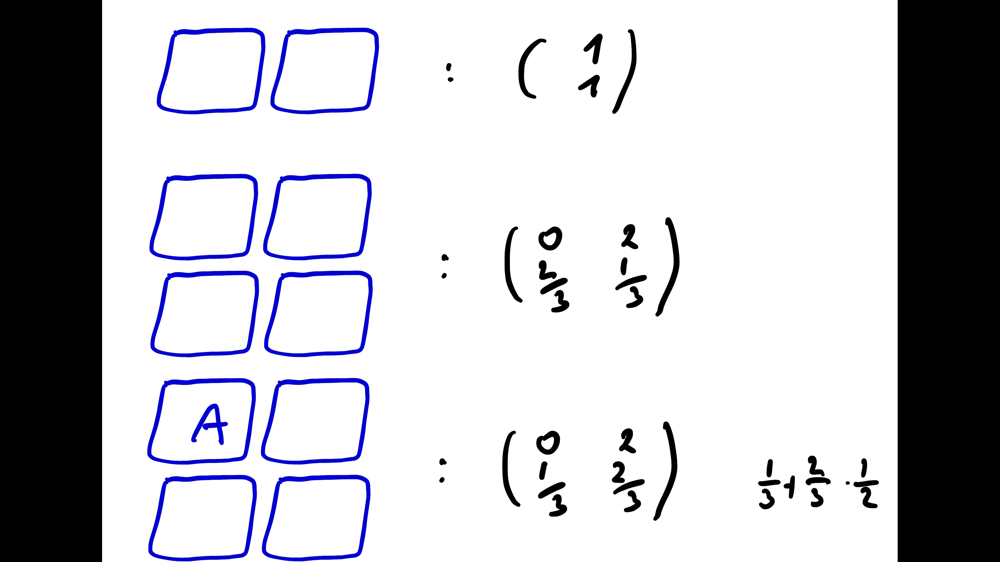 : ( 1
1 )
: ( 0 2
2/3 1/3 )
A
: ( 0 2
1/3 2/3 ) 1/3 + 2/3 · 1/2